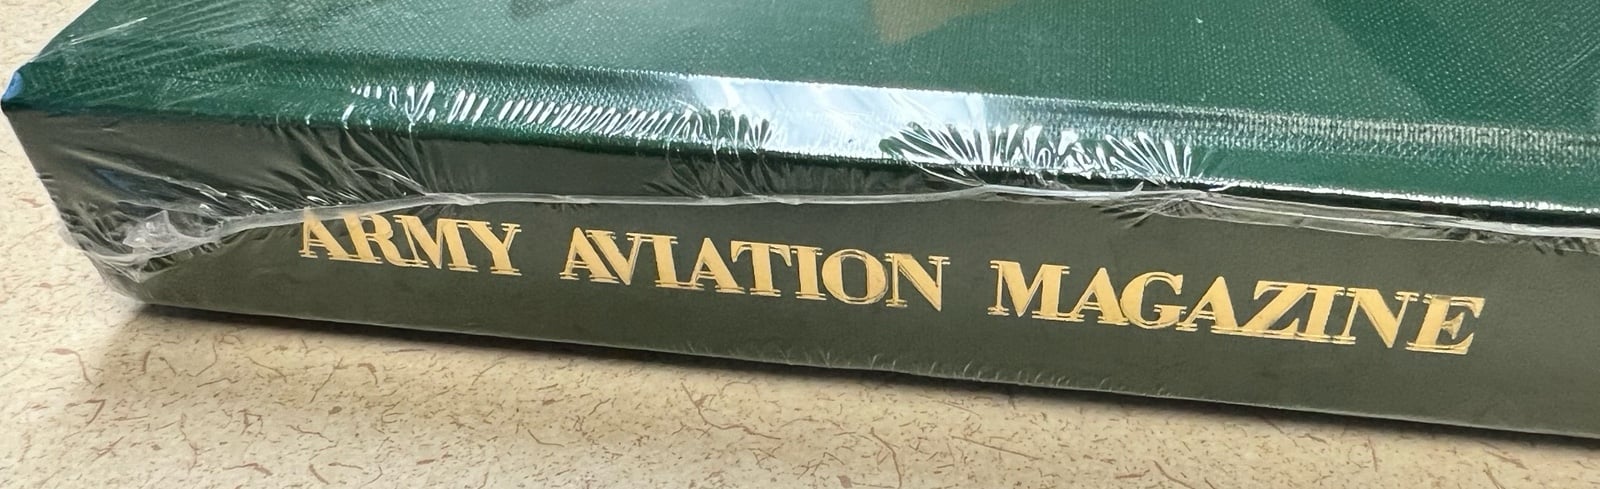 ARMY AVIATION MAGAZINE